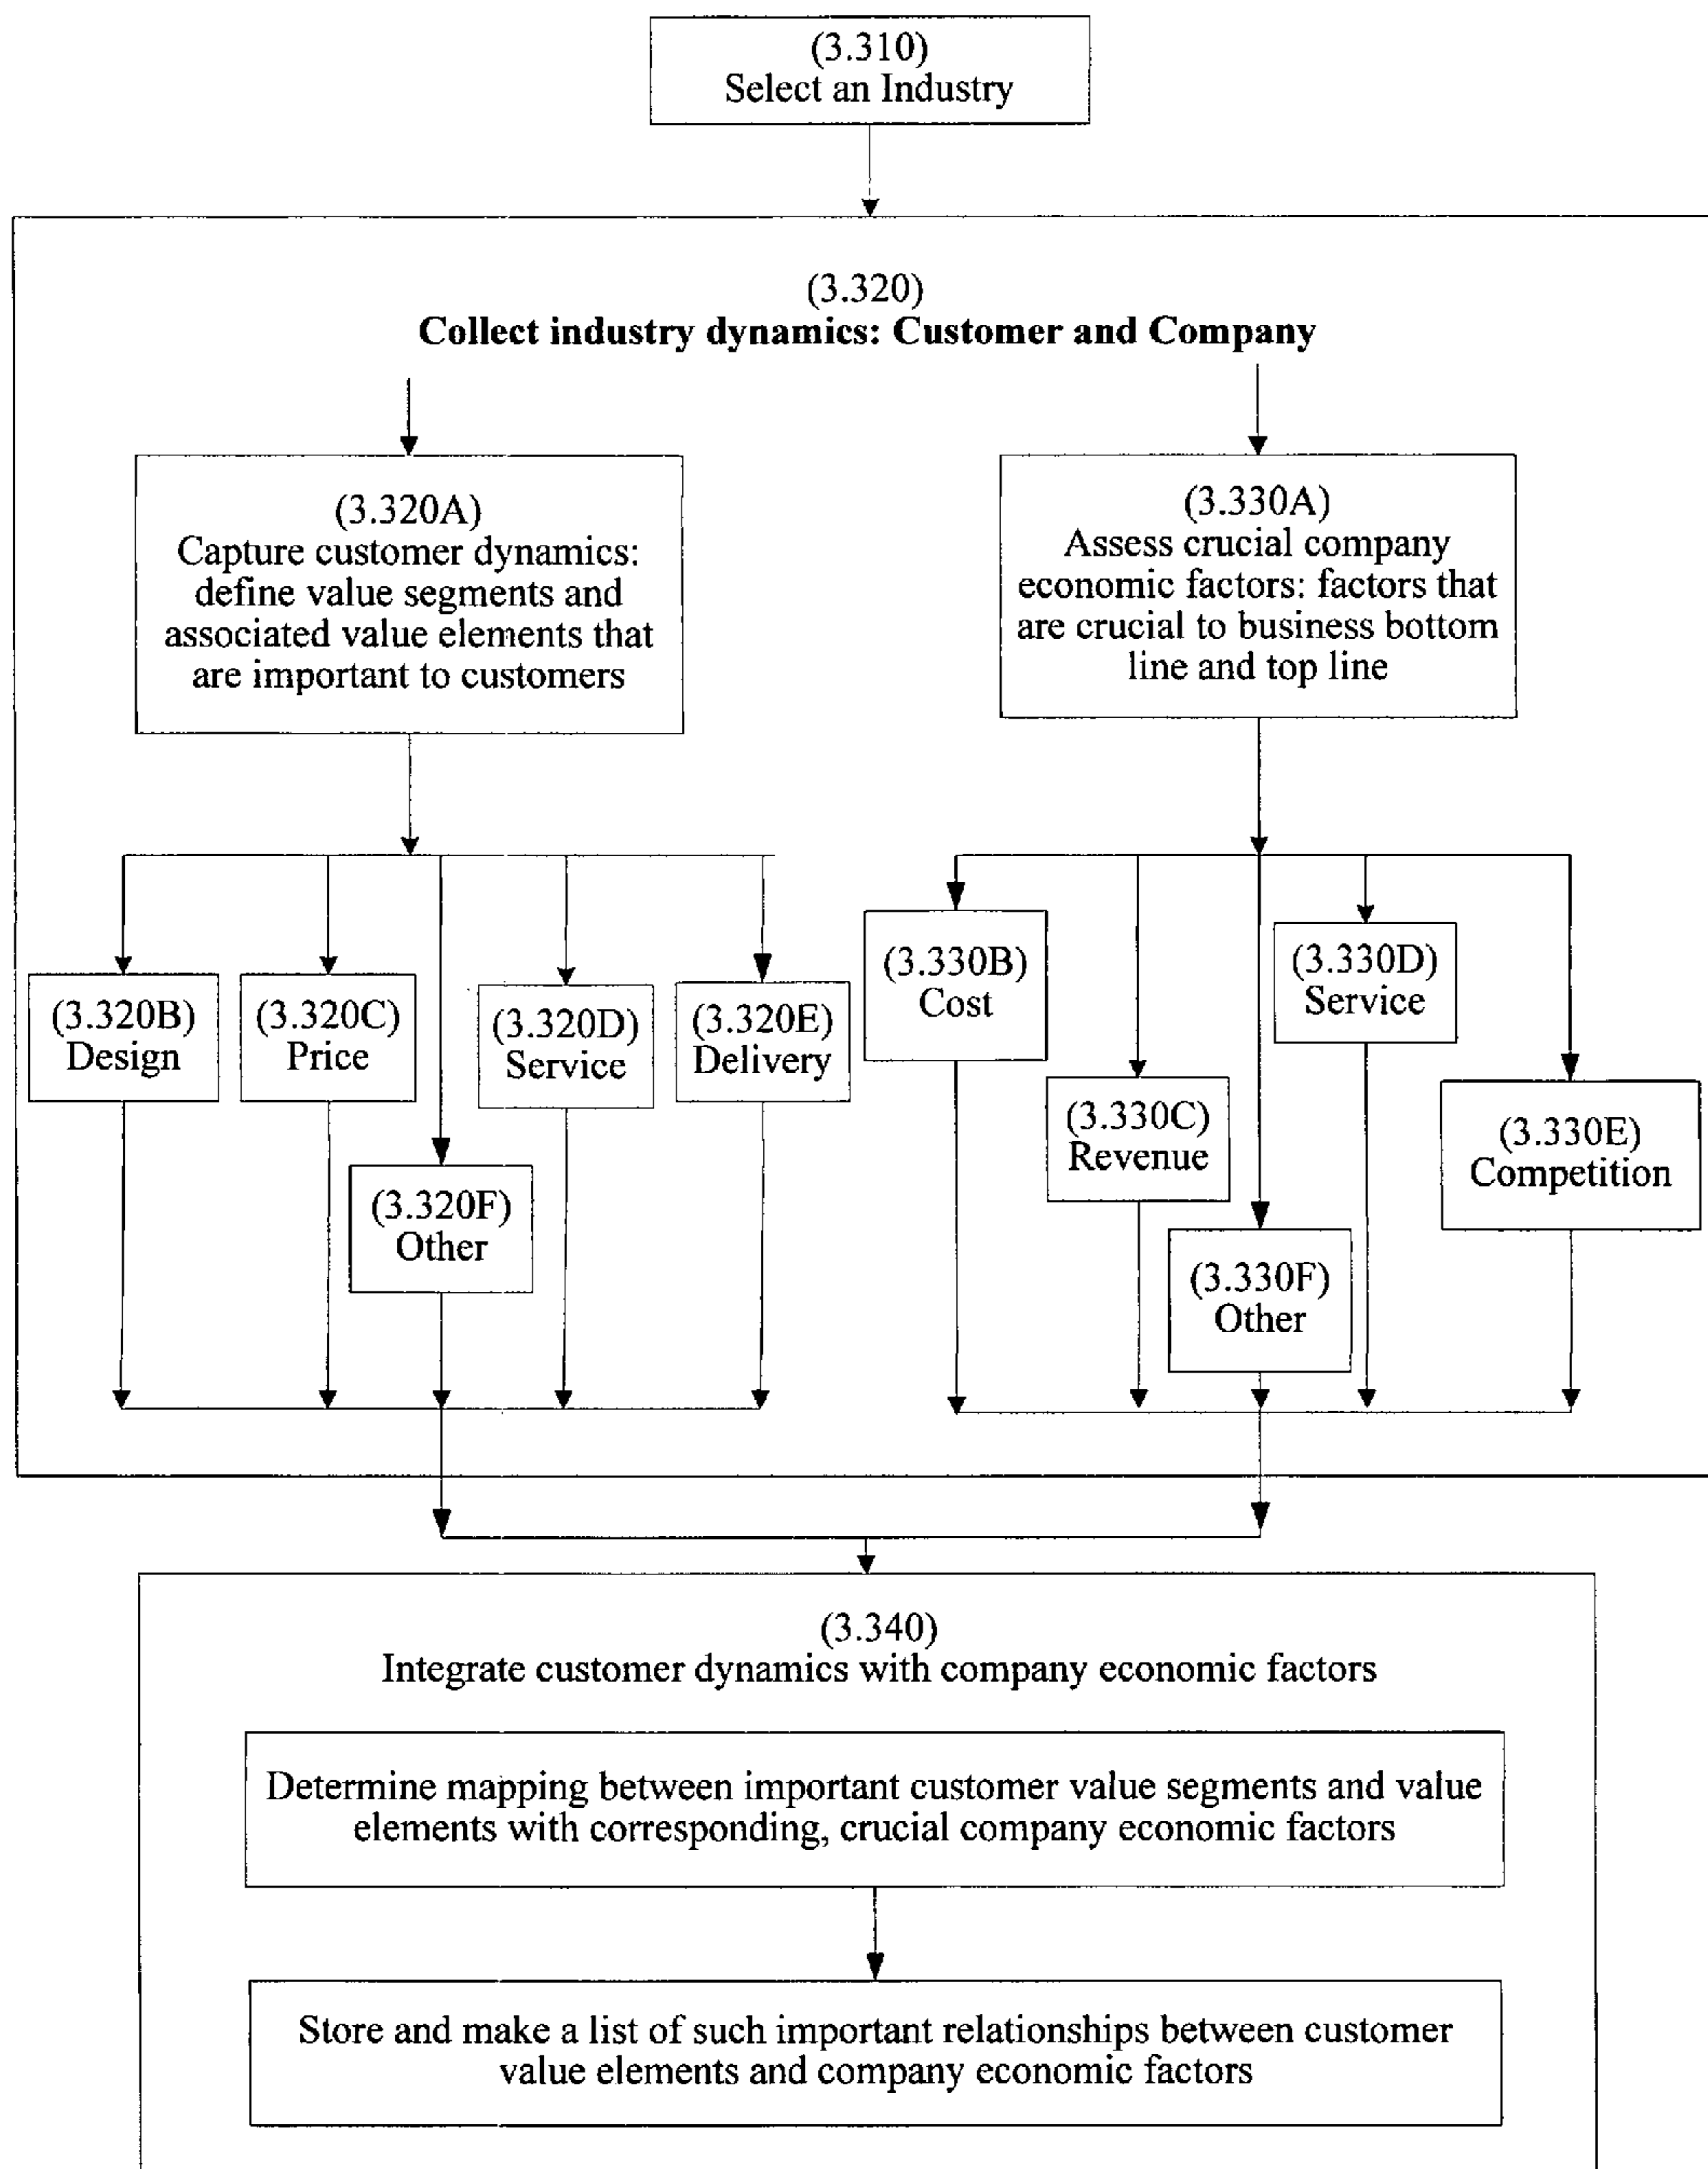 (3.310)
Select an Industry
(3.320)
Collect industry dynamics: Customer and Company
(3.320A)
Capture customer dynamics:
define value segments and
associated value elements that
are important to customers
(3.330A)
Assess crucial company
economic factors: factors that
are crucial to business bottom
line and top line
(3.320B)
Design
(3.320C)
Price
(3.320D)
Service
(3.320E)
Delivery
(3.320F)
Other
(3.330B)
Cost
(3.330C)
Revenue
(3.330D)
Service
(3.330E)
Competition
(3.330F)
Other
(3.340)
Integrate customer dynamics with company economic factors
Determine mapping between important customer value segments and value
elements with corresponding, crucial company economic factors
Store and make a list of such important relationships between customer
value elements and company economic factors